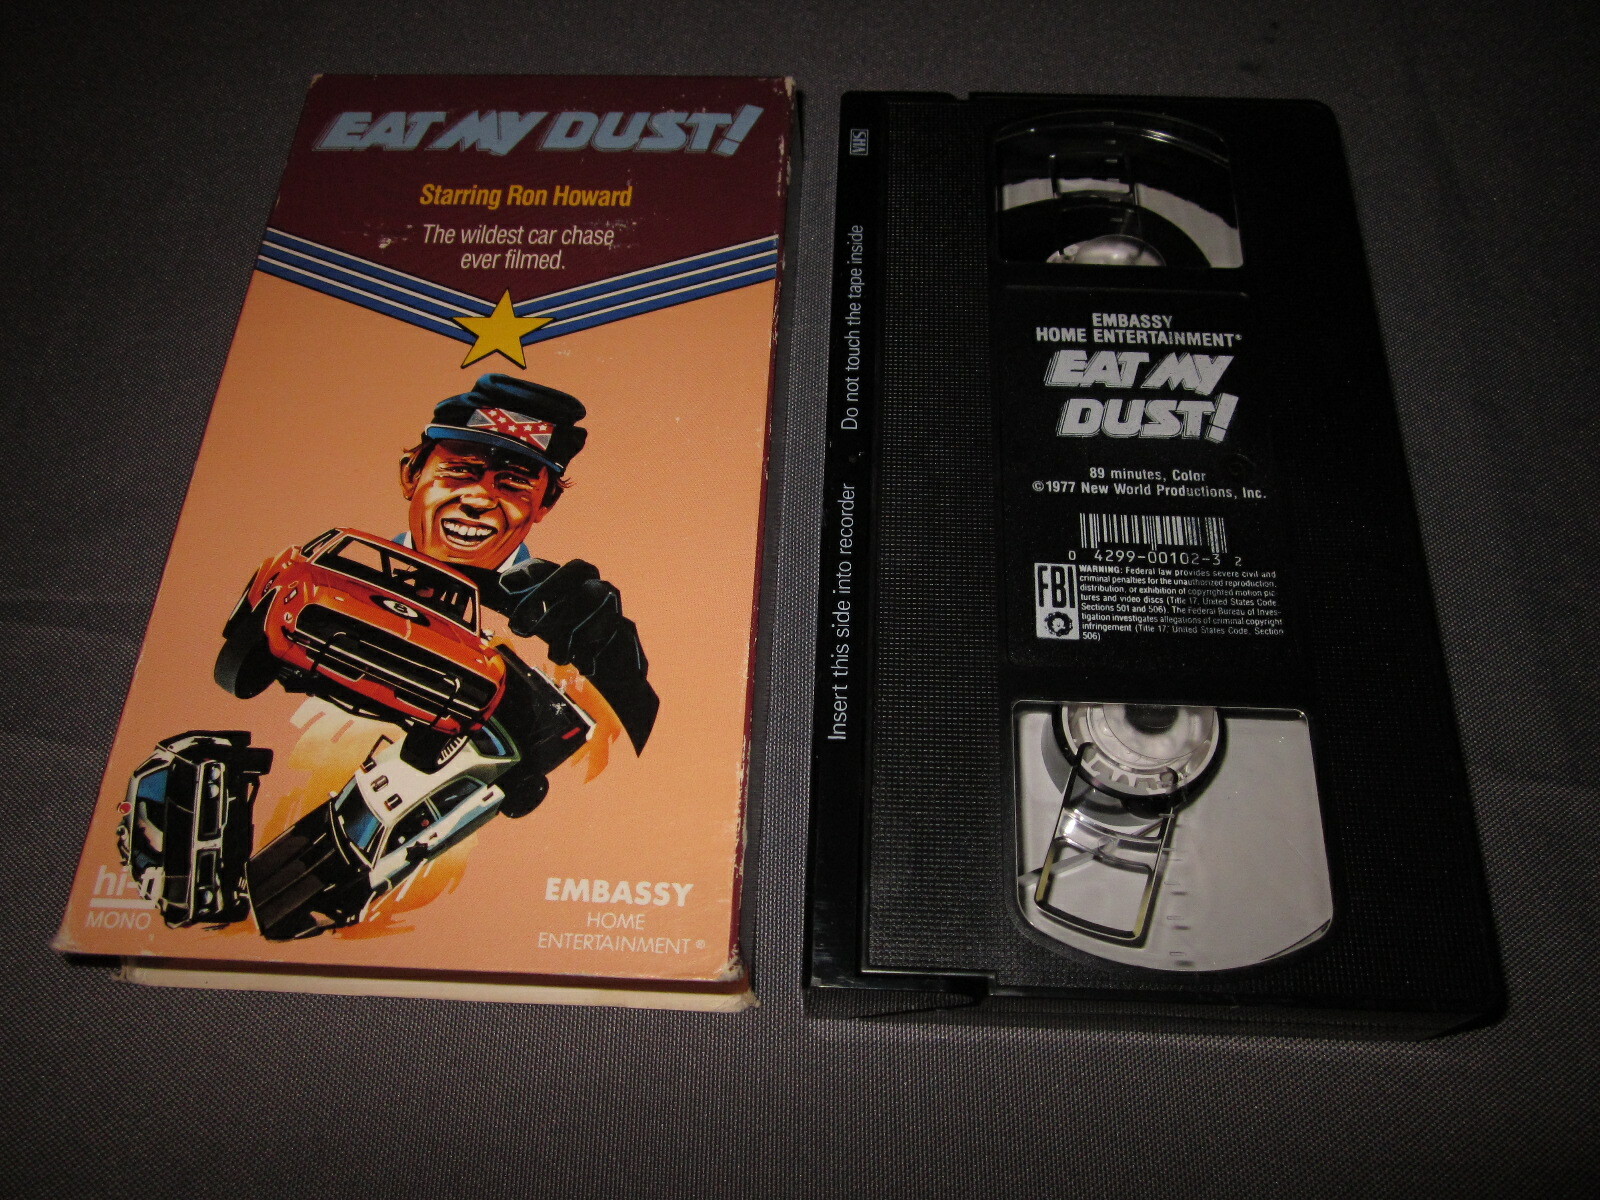 EAT MY DUST!
Starring Ron Howard
The wildest car chase
ever filmed.
8
hi-fi
MONO
EMBASSY
HOME
ENTERTAINMENT®
VHS
Do not touch the tape inside
Insert this side into recorder
EMBASSY
HOME ENTERTAINMENT®
EAT MY
DUST!
89 minutes, Color
©1977 New World Productions, Inc.
0 4299-00102-3 2
FBI
WARNING: Federal law provides severe civil and
criminal penalties for the unauthorized reproduction,
distribution, or exhibition of copyrighted motion pic-
tures and video discs (Title 17, United States Code
Sections 501 and 506). The Federal Bureau of Inves-
tigation investigates allegations of criminal copyright
infringement (Title 17, United States Code, Section
506)